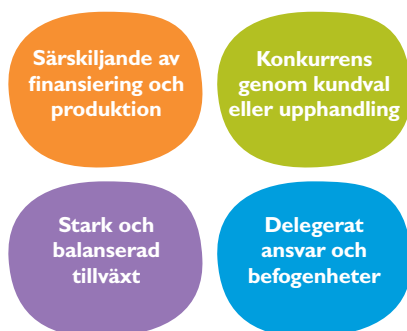 Särskiljande av
finansiering och
produktion
Konkurrens
genom kundval
eller upphandling
Stark och
balanserad
tillväxt
Delegerat
ansvar och
befogenheter